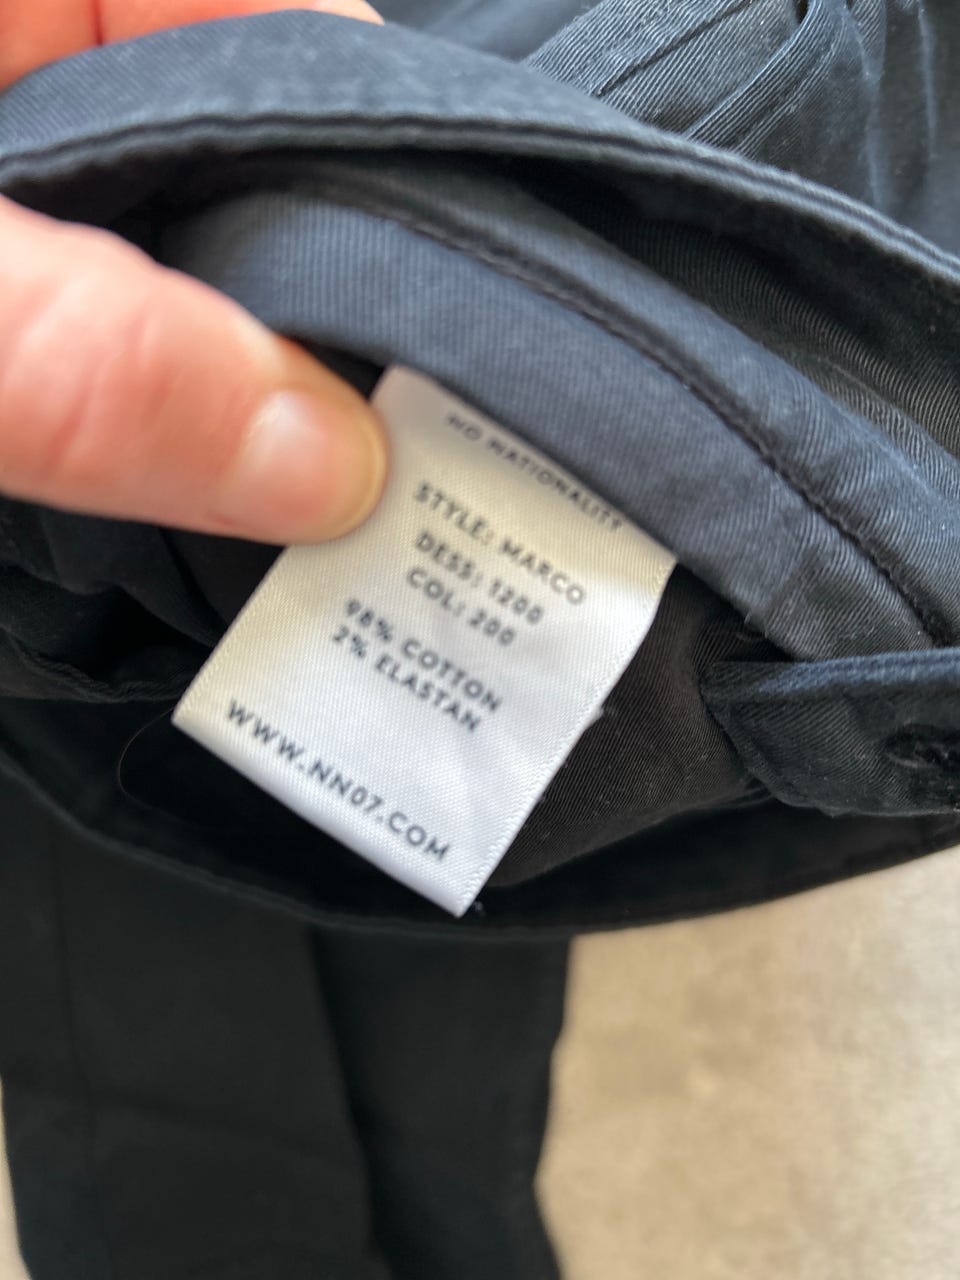 NO NATIONALITY
STYLE: MARCO
DESS: 1200
COL: 200
98% COTTON
2% ELASTAN
WWW.NN07.COM